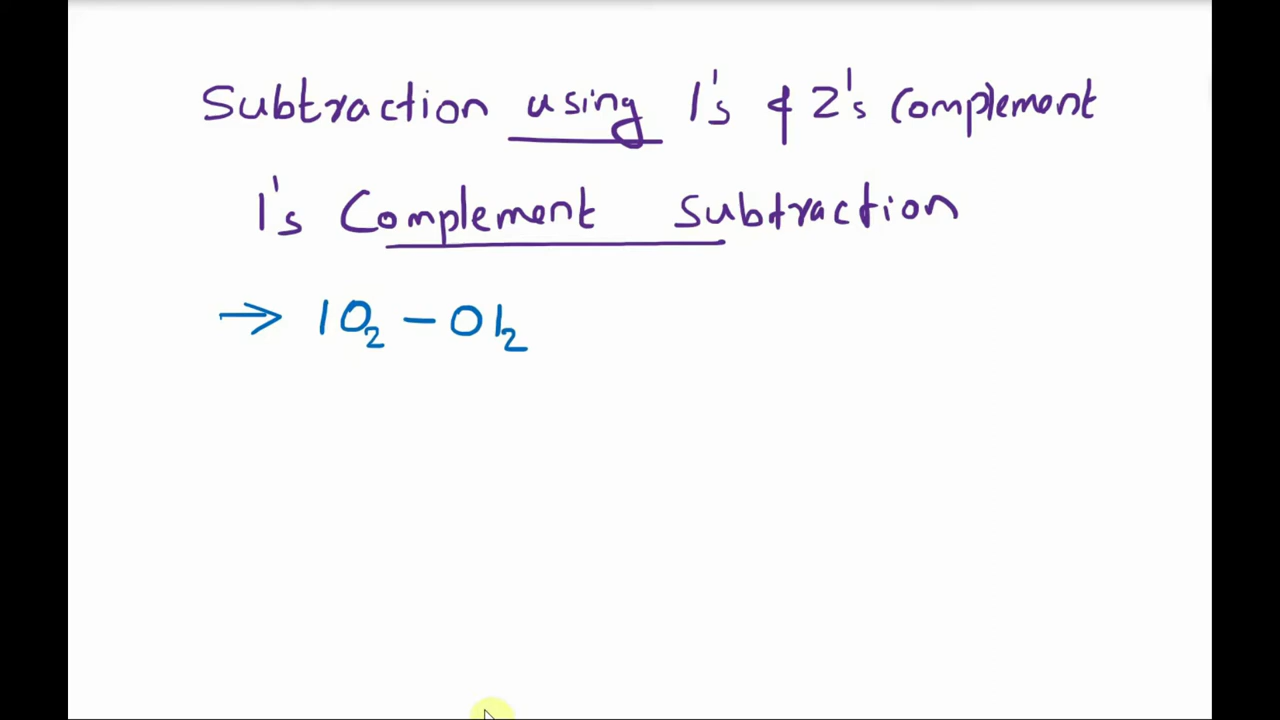 Subtraction using 1's & 2's complement
1's Complement Subtraction
→ 10₂ - 01₂